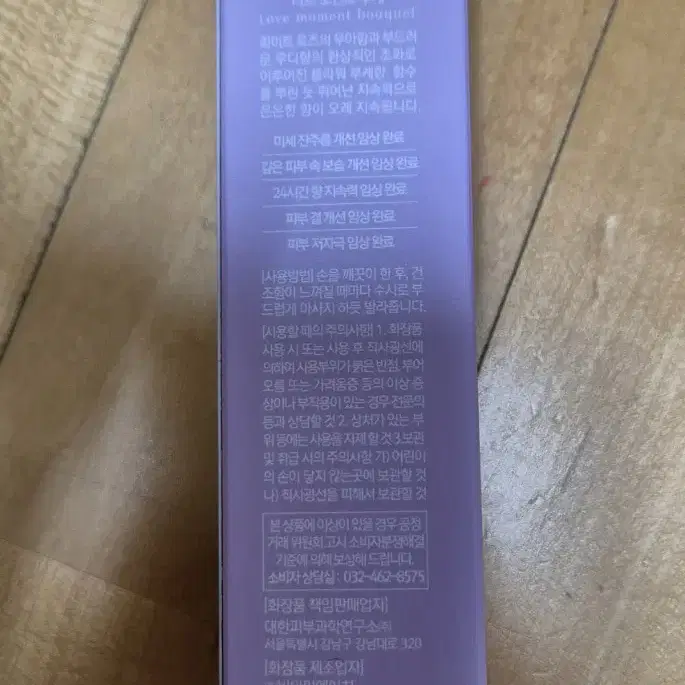 Love moment bouquet
화이트 로즈의 우아함과 부드러
운 우디향의 환상적인 조화로
이루어진 플라워 부케란 향수
를 뿌린 듯 뛰어난 지속력으로
은은한 향이 오래 지속됩니다.
미세 잔주름 개선 임상 완료
깊은 피부 속 보습 개선 임상 완료
24시간 향 지속력 임상 완료
피부 결 개선 임상 완료
피부 저자극 임상 완료
[사용방법] 손을 깨끗이 한 후, 건
조함이 느껴질 때마다 수시로 부
드럽게 마사지 하듯 발라줍니다.
[사용할 때의 주의사항] 1. 화장품
사용 시 또는 사용 후 직사광선에
의하여 사용부위가 붉은 반점, 부어
오름 또는 가려움증 등의 이상 증
상이나 부작용이 있는 경우 전문의
등과 상담할 것 2. 상처가 있는 부
위 등에는 사용을 자제 할 것 3.보관
및 취급 시의 주의사항 가) 어린이
의 손이 닿지 않는곳에 보관할 것
나) 직사광선을 피해서 보관할 것
본 상품에 이상이 있을 경우 공정
거래 위원회 고시 소비자분쟁해결
기준에 의해 보상해 드립니다.
소비자 상담실 : 032-462-8575
[화장품 책임판매업자]
대한피부과학연구소㈜
서울특별시 강남구 강남대로 320
[화장품 제조업자]